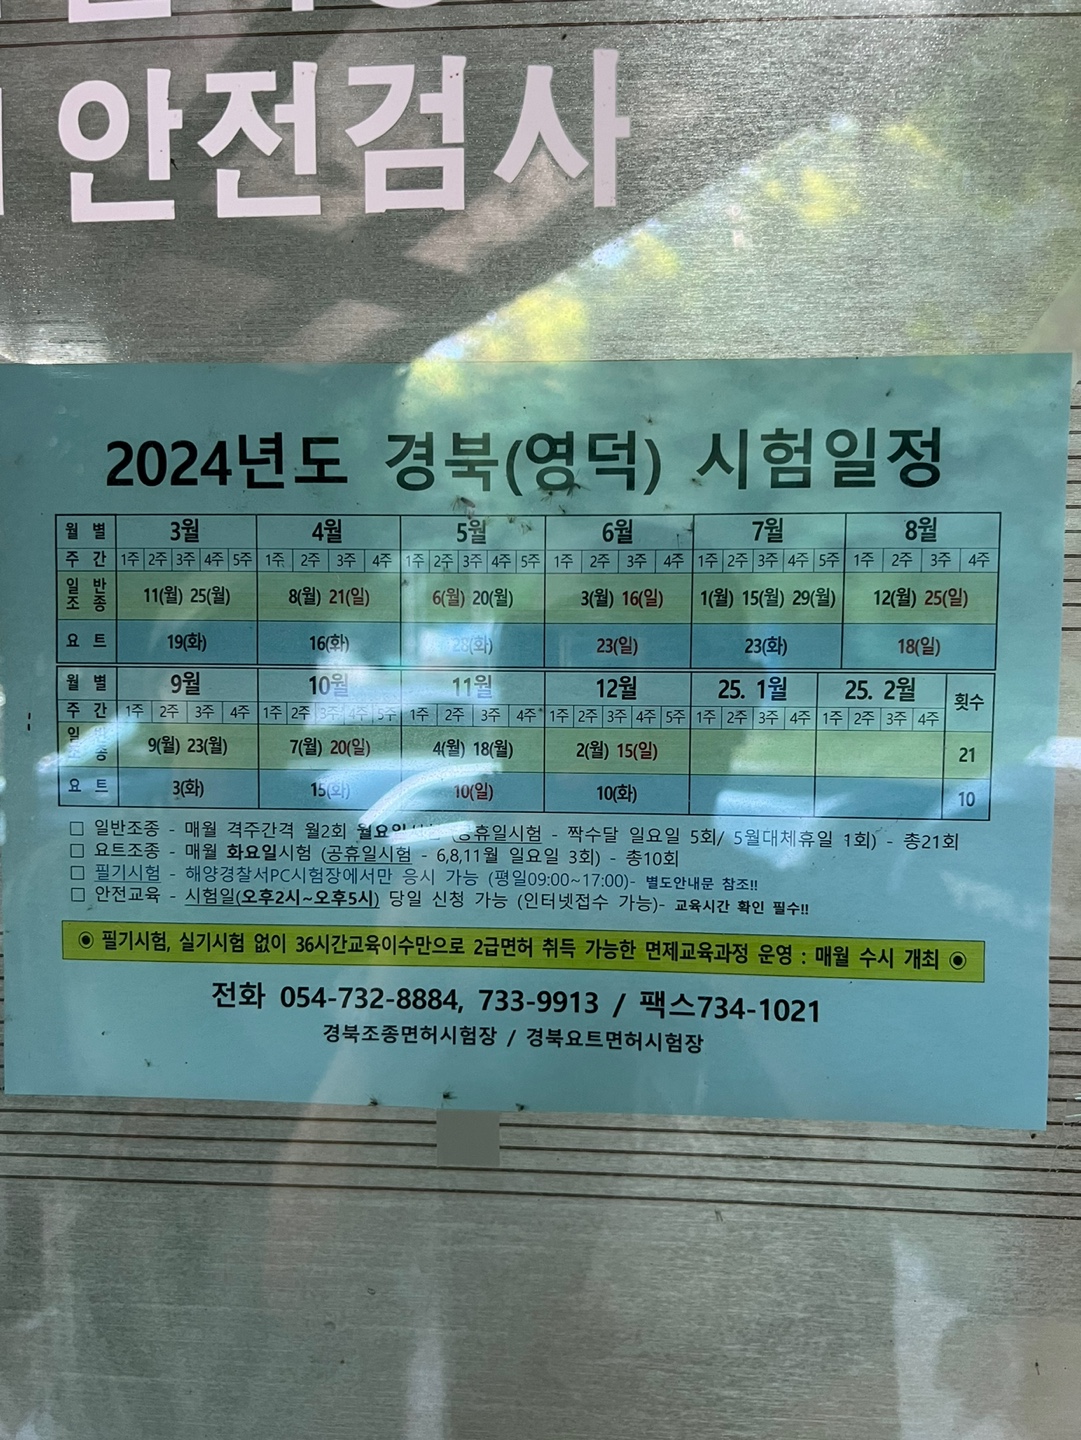 안전검사
2024년도 경북(영덕) 시험일정
월 별 3월 4월 5월 6월 7월 8월
주 간 1주 2주 3주 4주 5주 1주 2주 3주 4주 1주 2주 3주 4주 5주 1주 2주 3주 4주 1주 2주 3주 4주 5주 1주 2주 3주 4주
일 반 조 종 11(월) 25(월) 8(월) 21(일) 6(월) 20(월) 3(월) 16(일) 1(월) 15(월) 29(월) 12(월) 25(일)
요 트 19(화) 16(화) 28(화) 23(일) 23(화) 18(일)
월 별 9월 10월 11월 12월 25. 1월 25. 2월 횟수
주 간 1주 2주 3주 4주 1주 2주 3주 4주 5주 1주 2주 3주 4주 1주 2주 3주 4주 5주 1주 2주 3주 4주 1주 2주 3주 4주
일 반 조 종 9(월) 23(월) 7(월) 20(일) 4(월) 18(월) 2(월) 15(일) 21
요 트 3(화) 15(화) 10(일) 10(화) 10
□ 일반조종 - 매월 격주간격 월2회 월요일시험 (공휴일시험 - 짝수달 일요일 5회/ 5월대체휴일 1회) - 총21회
□ 요트조종 - 매월 화요일시험 (공휴일시험 - 6,8,11월 일요일 3회) - 총10회
□ 필기시험 - 해양경찰서PC시험장에서만 응시 가능 (평일09:00~17:00)- 별도안내문 참조!!
□ 안전교육 - 시험일(오후2시~오후5시) 당일 신청 가능 (인터넷접수 가능)- 교육시간 확인 필수!!
◉ 필기시험, 실기시험 없이 36시간교육이수만으로 2급면허 취득 가능한 면제교육과정 운영 : 매월 수시 개최 ◉
전화 054-732-8884, 733-9913 / 팩스734-1021
경북조종면허시험장 / 경북요트면허시험장